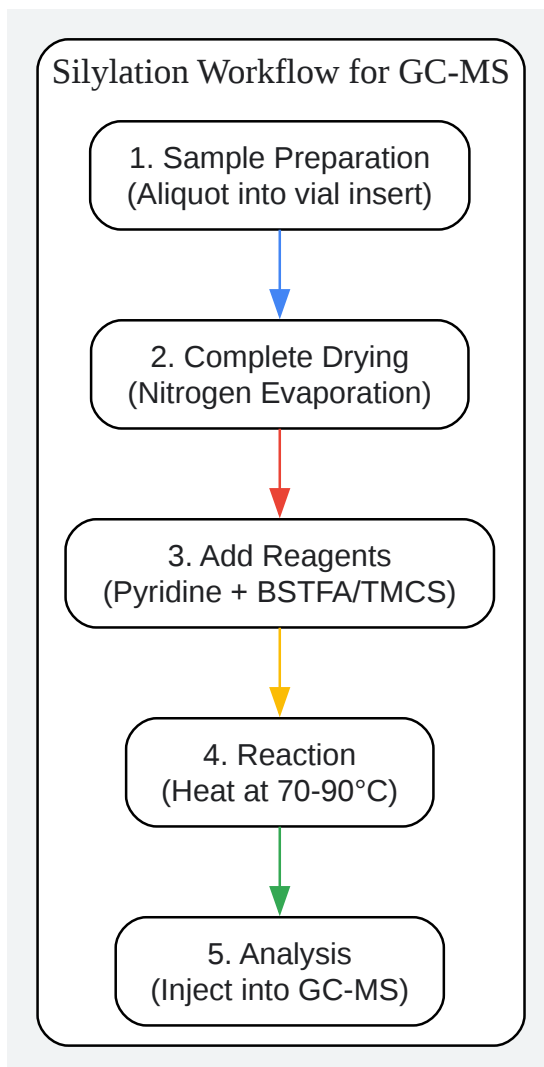 Silylation Workflow for GC-MS
1. Sample Preparation
(Aliquot into vial insert)
2. Complete Drying
(Nitrogen Evaporation)
3. Add Reagents
(Pyridine + BSTFA/TMCS)
4. Reaction
(Heat at 70-90°C)
5. Analysis
(Inject into GC-MS)